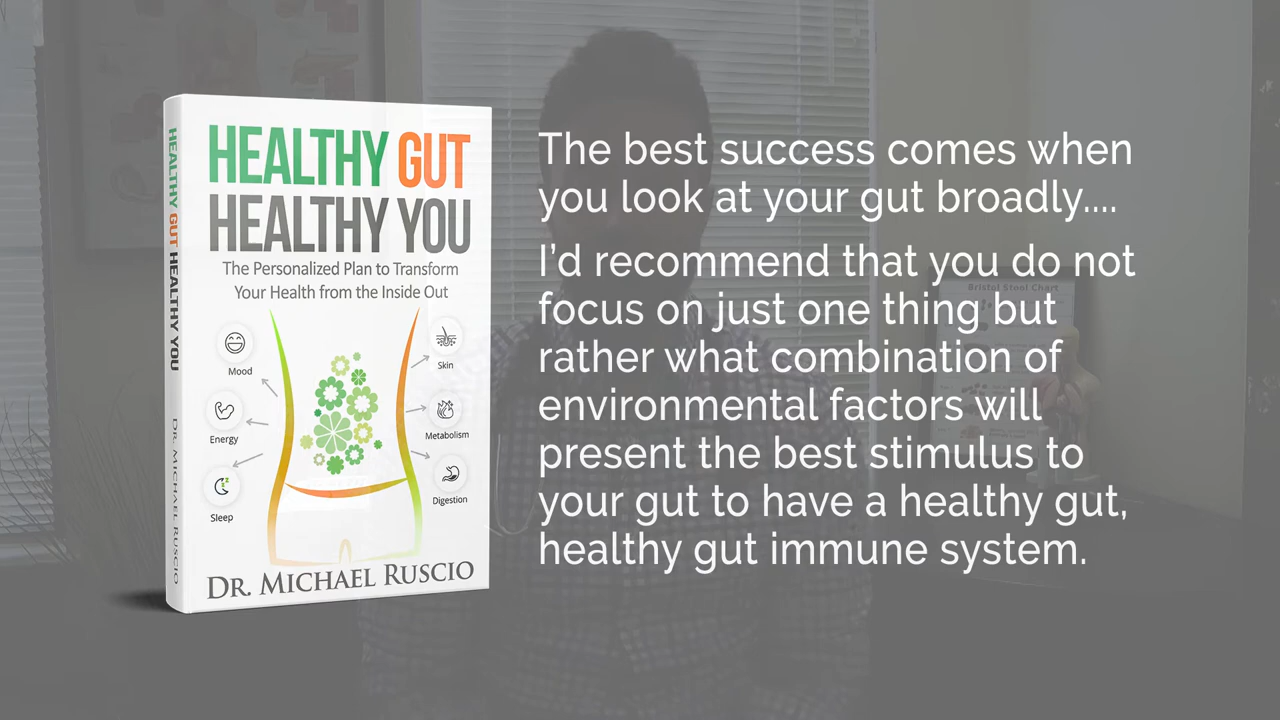 HEALTHY GUT HEALTHY YOU
DR. MICHAEL RUSCIO
HEALTHY GUT
HEALTHY YOU
The Personalized Plan to Transform
Your Health from the Inside Out
Mood
Energy
Sleep
Skin
Metabolism
Digestion
DR. MICHAEL RUSCIO
The best success comes when
you look at your gut broadly....
I’d recommend that you do not
focus on just one thing but
rather what combination of
environmental factors will
present the best stimulus to
your gut to have a healthy gut,
healthy gut immune system.
Bristol Stool Chart